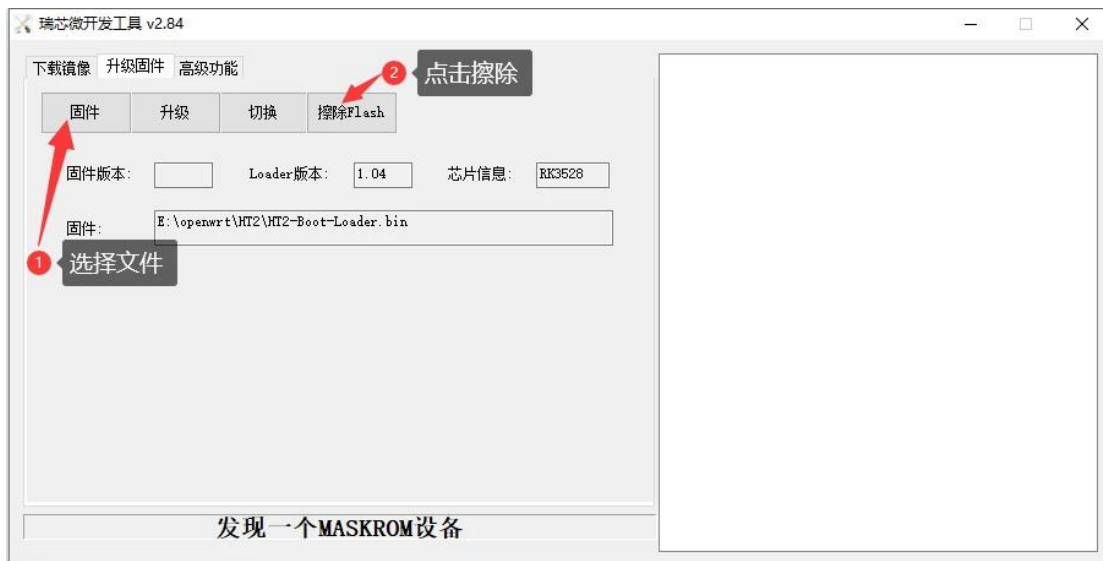 瑞芯微开发工具 v2.84
下载镜像 升级固件 高级功能
2 点击擦除
固件 升级 切换 擦除Flash
固件版本: Loader版本: 1.04 芯片信息: RK3528
固件: E:\openwrt\HT2\HT2-Boot-Loader.bin
1 选择文件
发现一个MASKROM设备